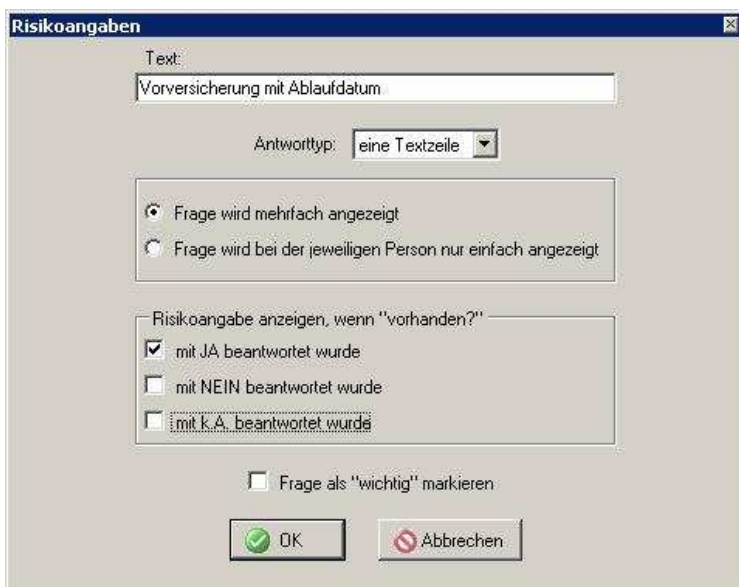 Risikoangaben
Text:
Vorversicherung mit Ablaufdatum
Antworttyp: eine Textzeile
Frage wird mehrfach angezeigt
Frage wird bei der jeweiligen Person nur einfach angezeigt
Risikoangabe anzeigen, wenn "vorhanden?"
mit JA beantwortet wurde
mit NEIN beantwortet wurde
mit k.A. beantwortet wurde
Frage als "wichtig" markieren
OK Abbrechen